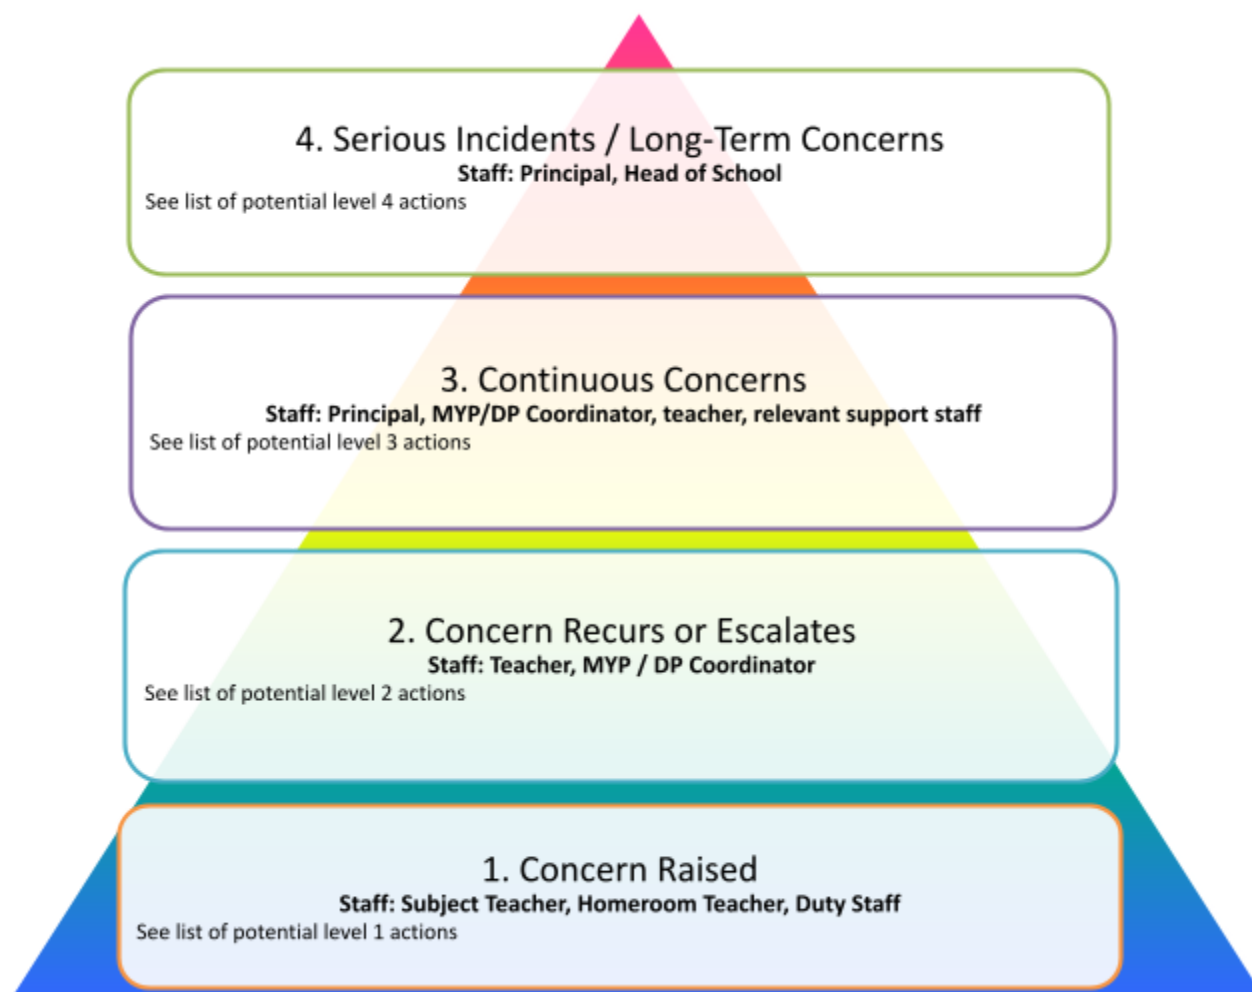 4. Serious Incidents / Long-Term Concerns
Staff: Principal, Head of School
See list of potential level 4 actions
3. Continuous Concerns
Staff: Principal, MYP/DP Coordinator, teacher, relevant support staff
See list of potential level 3 actions
2. Concern Recurs or Escalates
Staff: Teacher, MYP / DP Coordinator
See list of potential level 2 actions
1. Concern Raised
Staff: Subject Teacher, Homeroom Teacher, Duty Staff
See list of potential level 1 actions